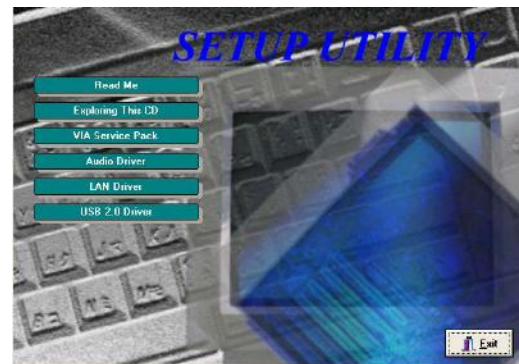 SETUP UTILITY
Read Me
Exploring This CD
VIA Service Pack
Audio Driver
LAN Driver
USB 2.0 Driver
Exit